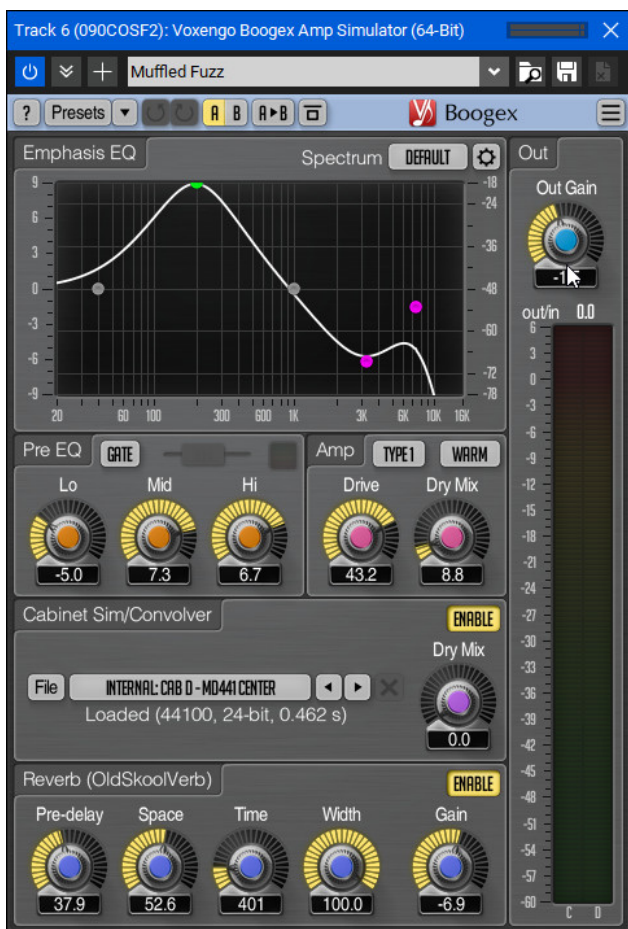 Track 6 (090COSF2): Voxengo Boogex Amp Simulator (64-Bit)
Muffled Fuzz
? Presets A B A▸B Boogex
Emphasis EQ Spectrum DEFAULT Out
9 -18
6 -24
3 -36
0 -48
-3 -60
-6 -72
-9 -78
20 60 100 300 600 1K 3K 6K 10K 16K
Out Gain
out/in 0.0
6
3
0
-3
-6
-9
-12
-15
-18
-21
-24
-27
-30
-33
-36
-39
-42
-45
-48
-51
-54
-57
-60
C D
Pre EQ GATE
Lo Mid Hi
-5.0 7.3 6.7
Amp TYPE1 WARM
Drive Dry Mix
43.2 8.8
Cabinet Sim/Convolver ENABLE
Dry Mix
File INTERNAL: CAB D - MD441 CENTER
Loaded (44100, 24-bit, 0.462 s)
0.0
Reverb (OldSkoolVerb) ENABLE
Pre-delay Space Time Width Gain
37.9 52.6 401 100.0 -6.9